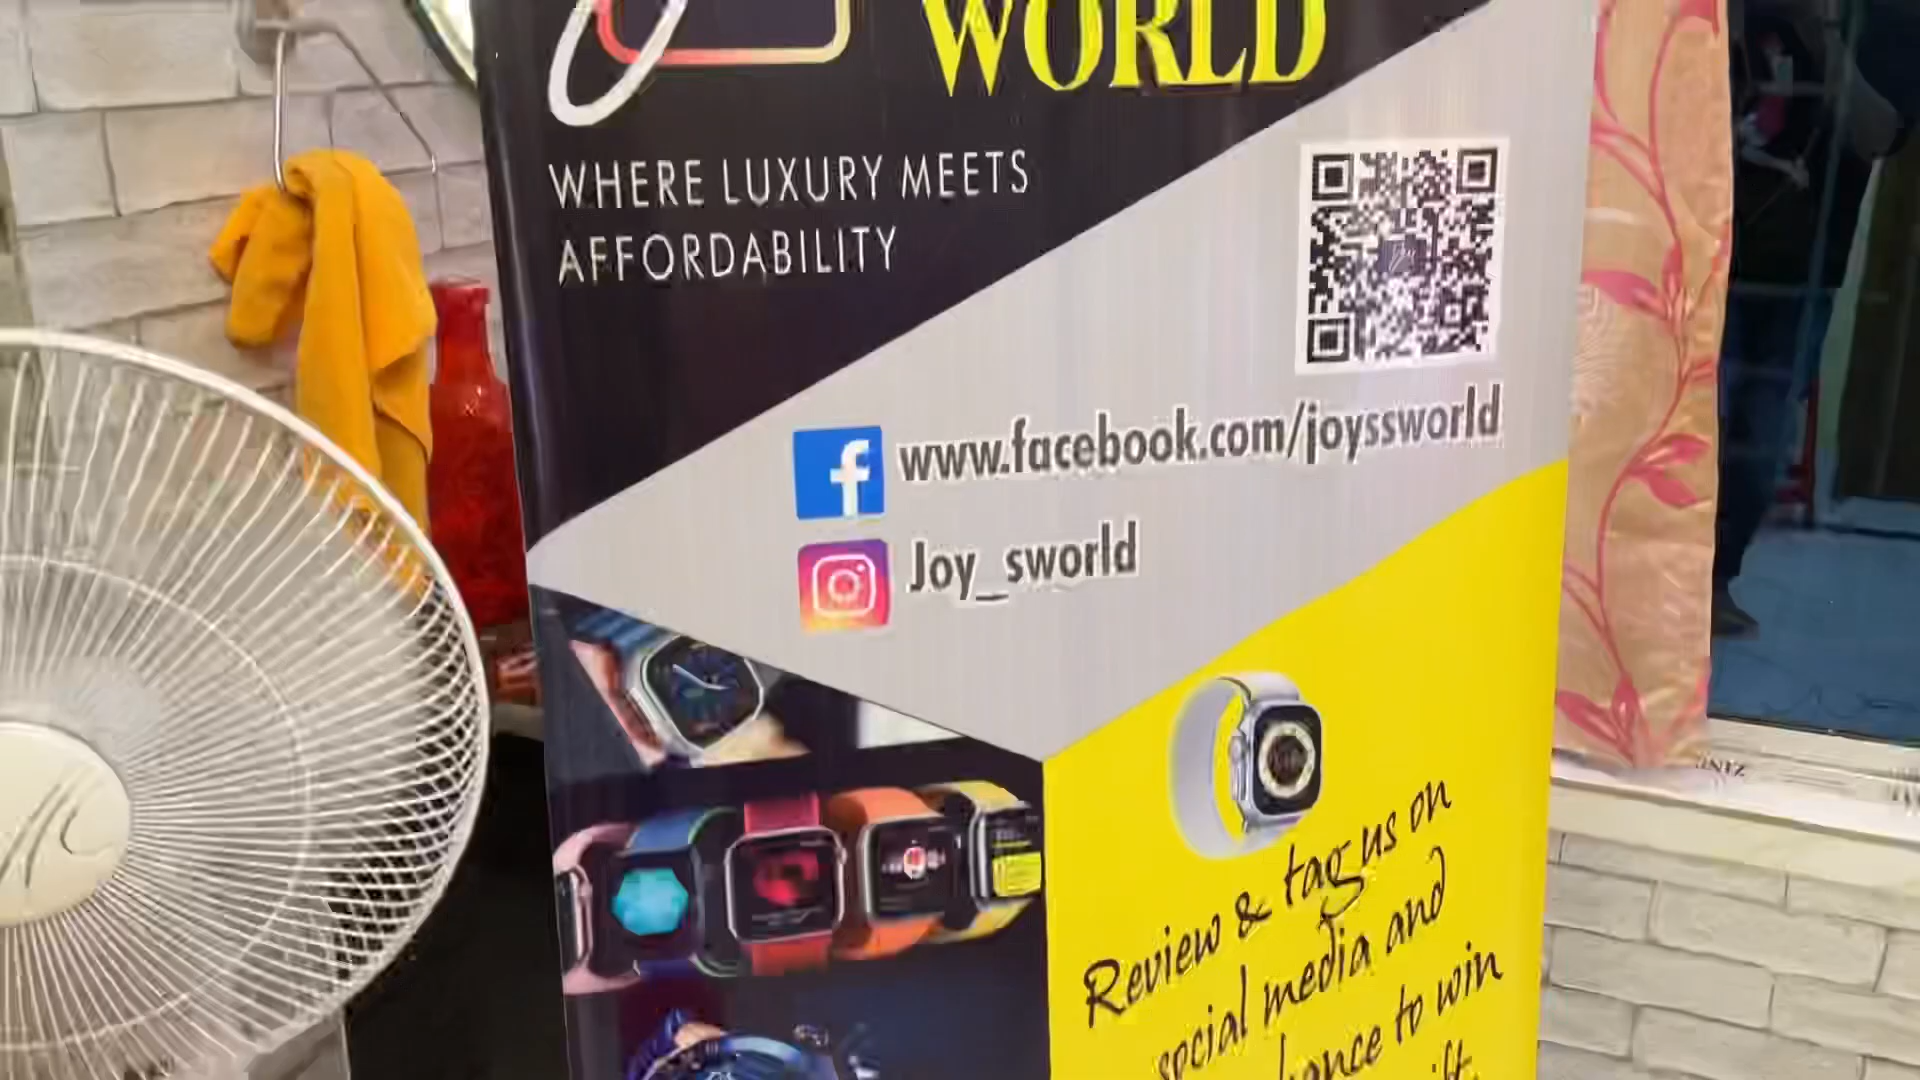 WORLD
WHERE LUXURY MEETS
AFFORDABILITY
www.facebook.com/joyssworld
Joy_sworld
Review & tag us on
social media and
to win